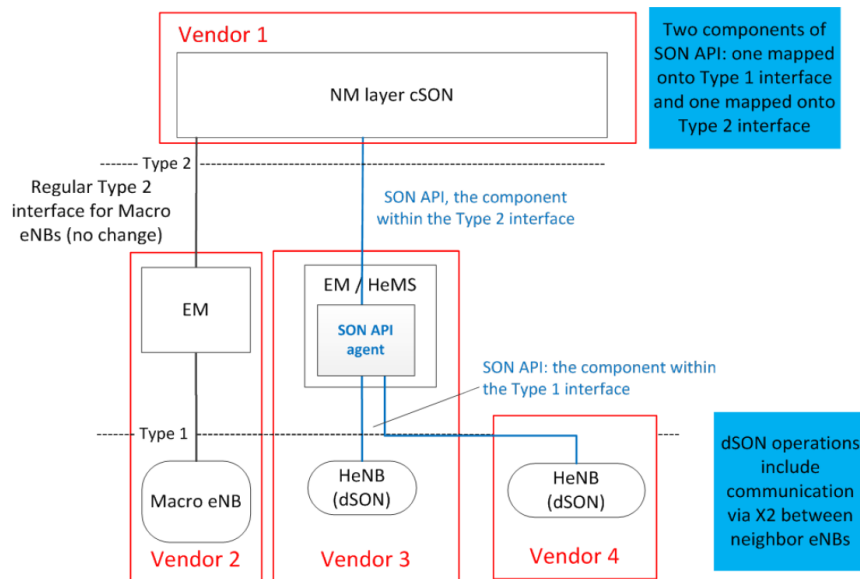 Vendor 1
NM layer cSON
Two components of
SON API: one mapped
onto Type 1 interface
and one mapped onto
Type 2 interface
Type 2
Regular Type 2
interface for Macro
eNBs (no change)
SON API, the component
within the Type 2 interface
EM
EM / HeMS
SON API
agent
SON API: the component within
the Type 1 interface
Type 1
Macro eNB
HeNB
(dSON)
HeNB
(dSON)
Vendor 2
Vendor 3
Vendor 4
dSON operations
include
communication
via X2 between
neighbor eNBs